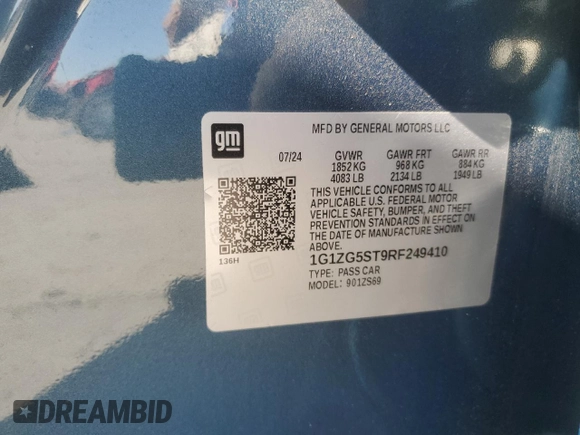 gm
MFD BY GENERAL MOTORS LLC
07/24 GVWR GAWR FRT GAWR RR
1852 KG 968 KG 884 KG
4083 LB 2134 LB 1949 LB
THIS VEHICLE CONFORMS TO ALL
APPLICABLE U.S. FEDERAL MOTOR
VEHICLE SAFETY, BUMPER, AND THEFT
PREVENTION STANDARDS IN EFFECT ON
THE DATE OF MANUFACTURE SHOWN
ABOVE.
136H
1G1ZG5ST9RF249410
TYPE: PASS CAR
MODEL: 901ZS69
DREAMBID